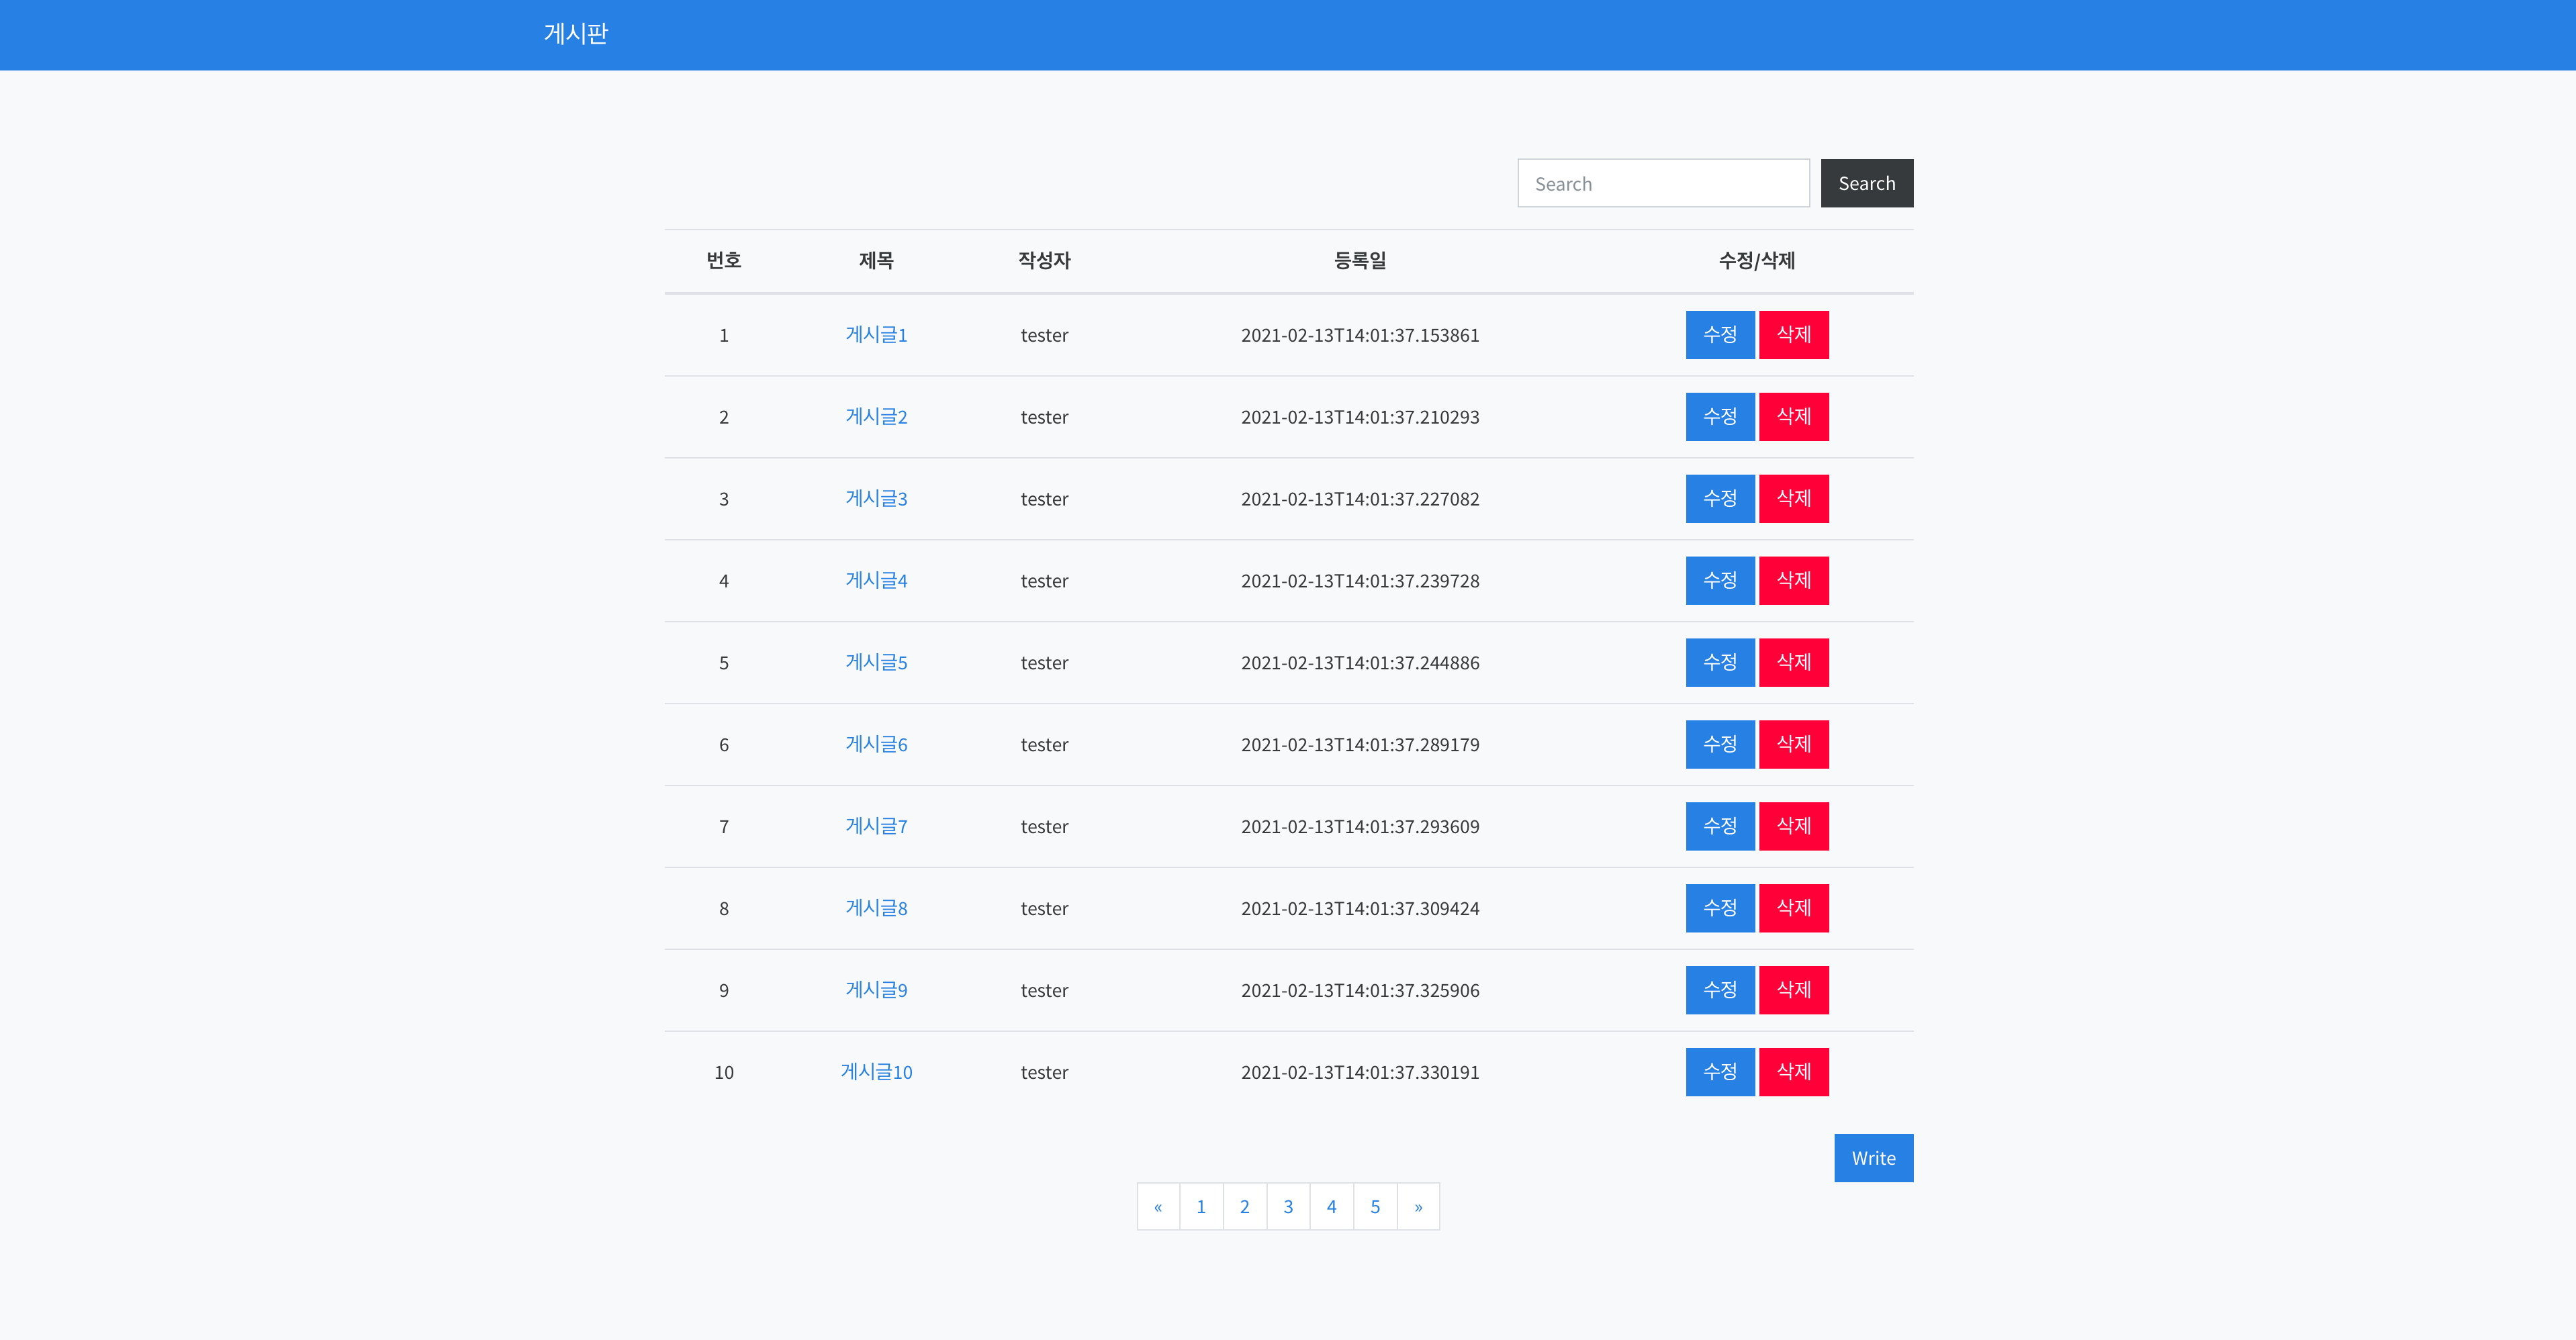 게시판
Search Search
번호 제목 작성자 등록일 수정/삭제
1 게시글1 tester 2021-02-13T14:01:37.153861 수정 삭제
2 게시글2 tester 2021-02-13T14:01:37.210293 수정 삭제
3 게시글3 tester 2021-02-13T14:01:37.227082 수정 삭제
4 게시글4 tester 2021-02-13T14:01:37.239728 수정 삭제
5 게시글5 tester 2021-02-13T14:01:37.244886 수정 삭제
6 게시글6 tester 2021-02-13T14:01:37.289179 수정 삭제
7 게시글7 tester 2021-02-13T14:01:37.293609 수정 삭제
8 게시글8 tester 2021-02-13T14:01:37.309424 수정 삭제
9 게시글9 tester 2021-02-13T14:01:37.325906 수정 삭제
10 게시글10 tester 2021-02-13T14:01:37.330191 수정 삭제
Write
« 1 2 3 4 5 »